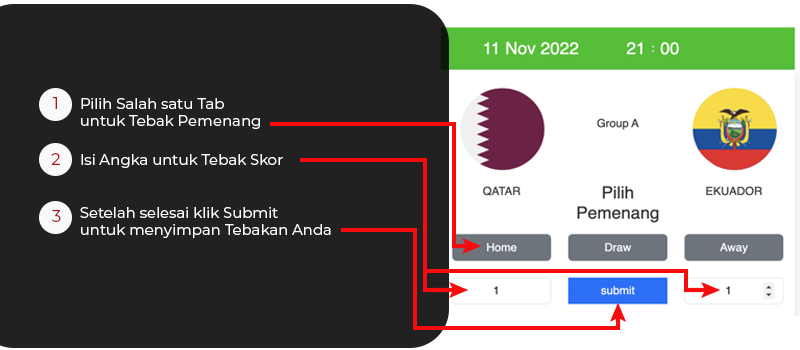 1 Pilih Salah satu Tab
untuk Tebak Pemenang
2 Isi Angka untuk Tebak Skor
3 Setelah selesai klik Submit
untuk menyimpan Tebakan Anda
11 Nov 2022 21 : 00
Group A
QATAR
EKUADOR
Pilih
Pemenang
Home Draw Away
1 submit 1